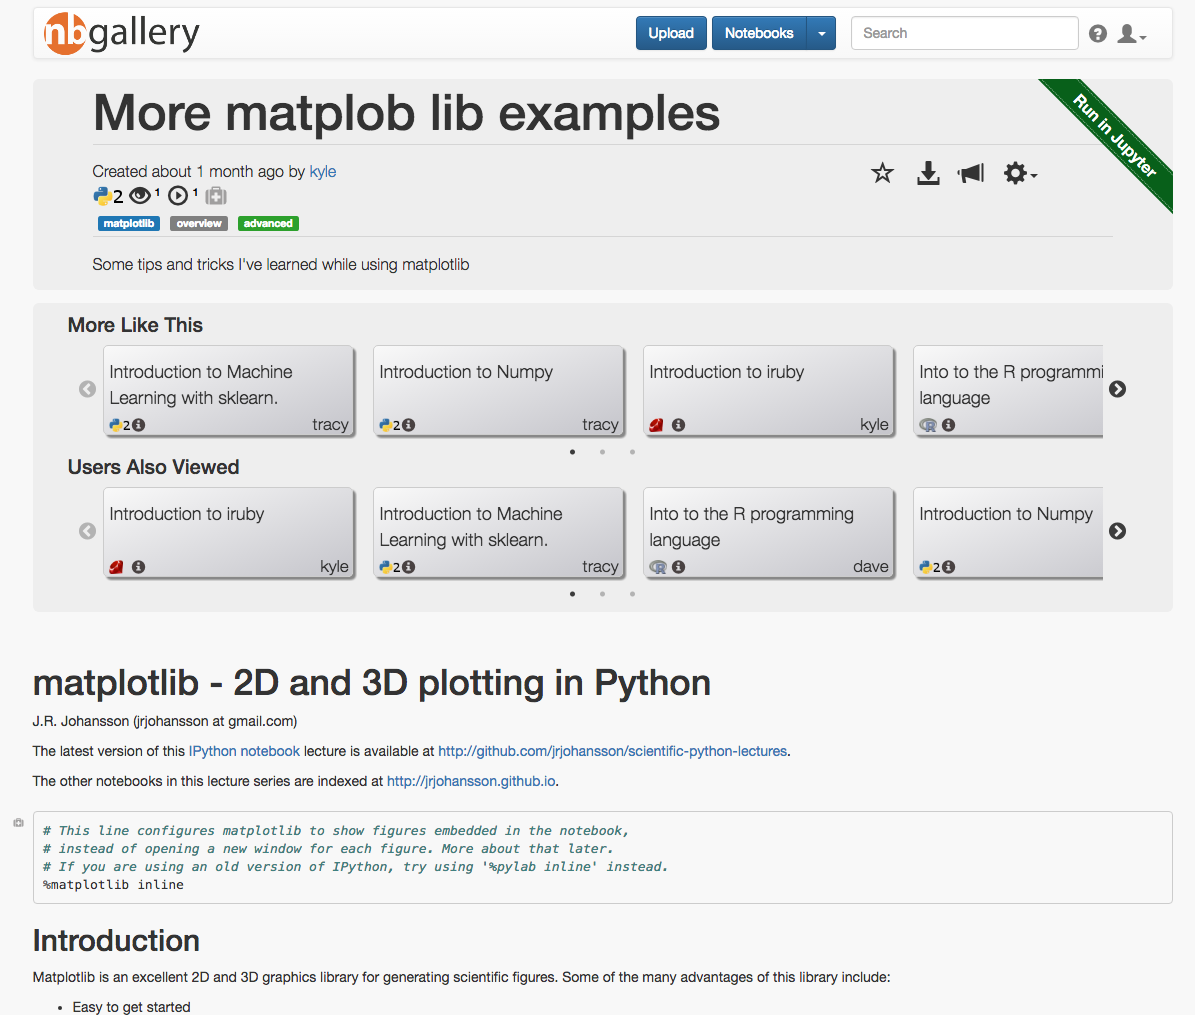 nbgallery
Upload
Notebooks
Search
Run in Jupyter
More matplob lib examples
Created about 1 month ago by kyle
2 1 1
matplotlib overview advanced
Some tips and tricks I've learned while using matplotlib
More Like This
Introduction to Machine
Learning with sklearn.
2 tracy
Introduction to Numpy
2 tracy
Introduction to iruby
kyle
Into to the R programmi
language
R
Users Also Viewed
Introduction to iruby
kyle
Introduction to Machine
Learning with sklearn.
2 tracy
Into to the R programming
language
R dave
Introduction to Numpy
2
matplotlib - 2D and 3D plotting in Python
J.R. Johansson (jrjohansson at gmail.com)
The latest version of this IPython notebook lecture is available at http://github.com/jrjohansson/scientific-python-lectures.
The other notebooks in this lecture series are indexed at http://jrjohansson.github.io.
# This line configures matplotlib to show figures embedded in the notebook,
# instead of opening a new window for each figure. More about that later.
# If you are using an old version of IPython, try using '%pylab inline' instead.
%matplotlib inline
Introduction
Matplotlib is an excellent 2D and 3D graphics library for generating scientific figures. Some of the many advantages of this library include:
• Easy to get started